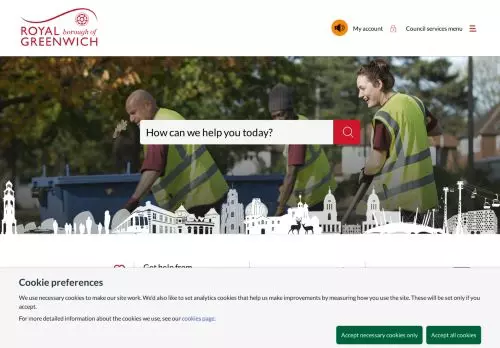 ROYAL borough of
GREENWICH
My account
Council services menu
How can we help you today?
Get help from
Cookie preferences
We use necessary cookies to make our site work. We'd also like to set analytics cookies that help us make improvements by measuring how you use the site. These will be set only if you
accept.
For more detailed information about the cookies we use, see our cookies page.
Accept necessary cookies only
Accept all cookies